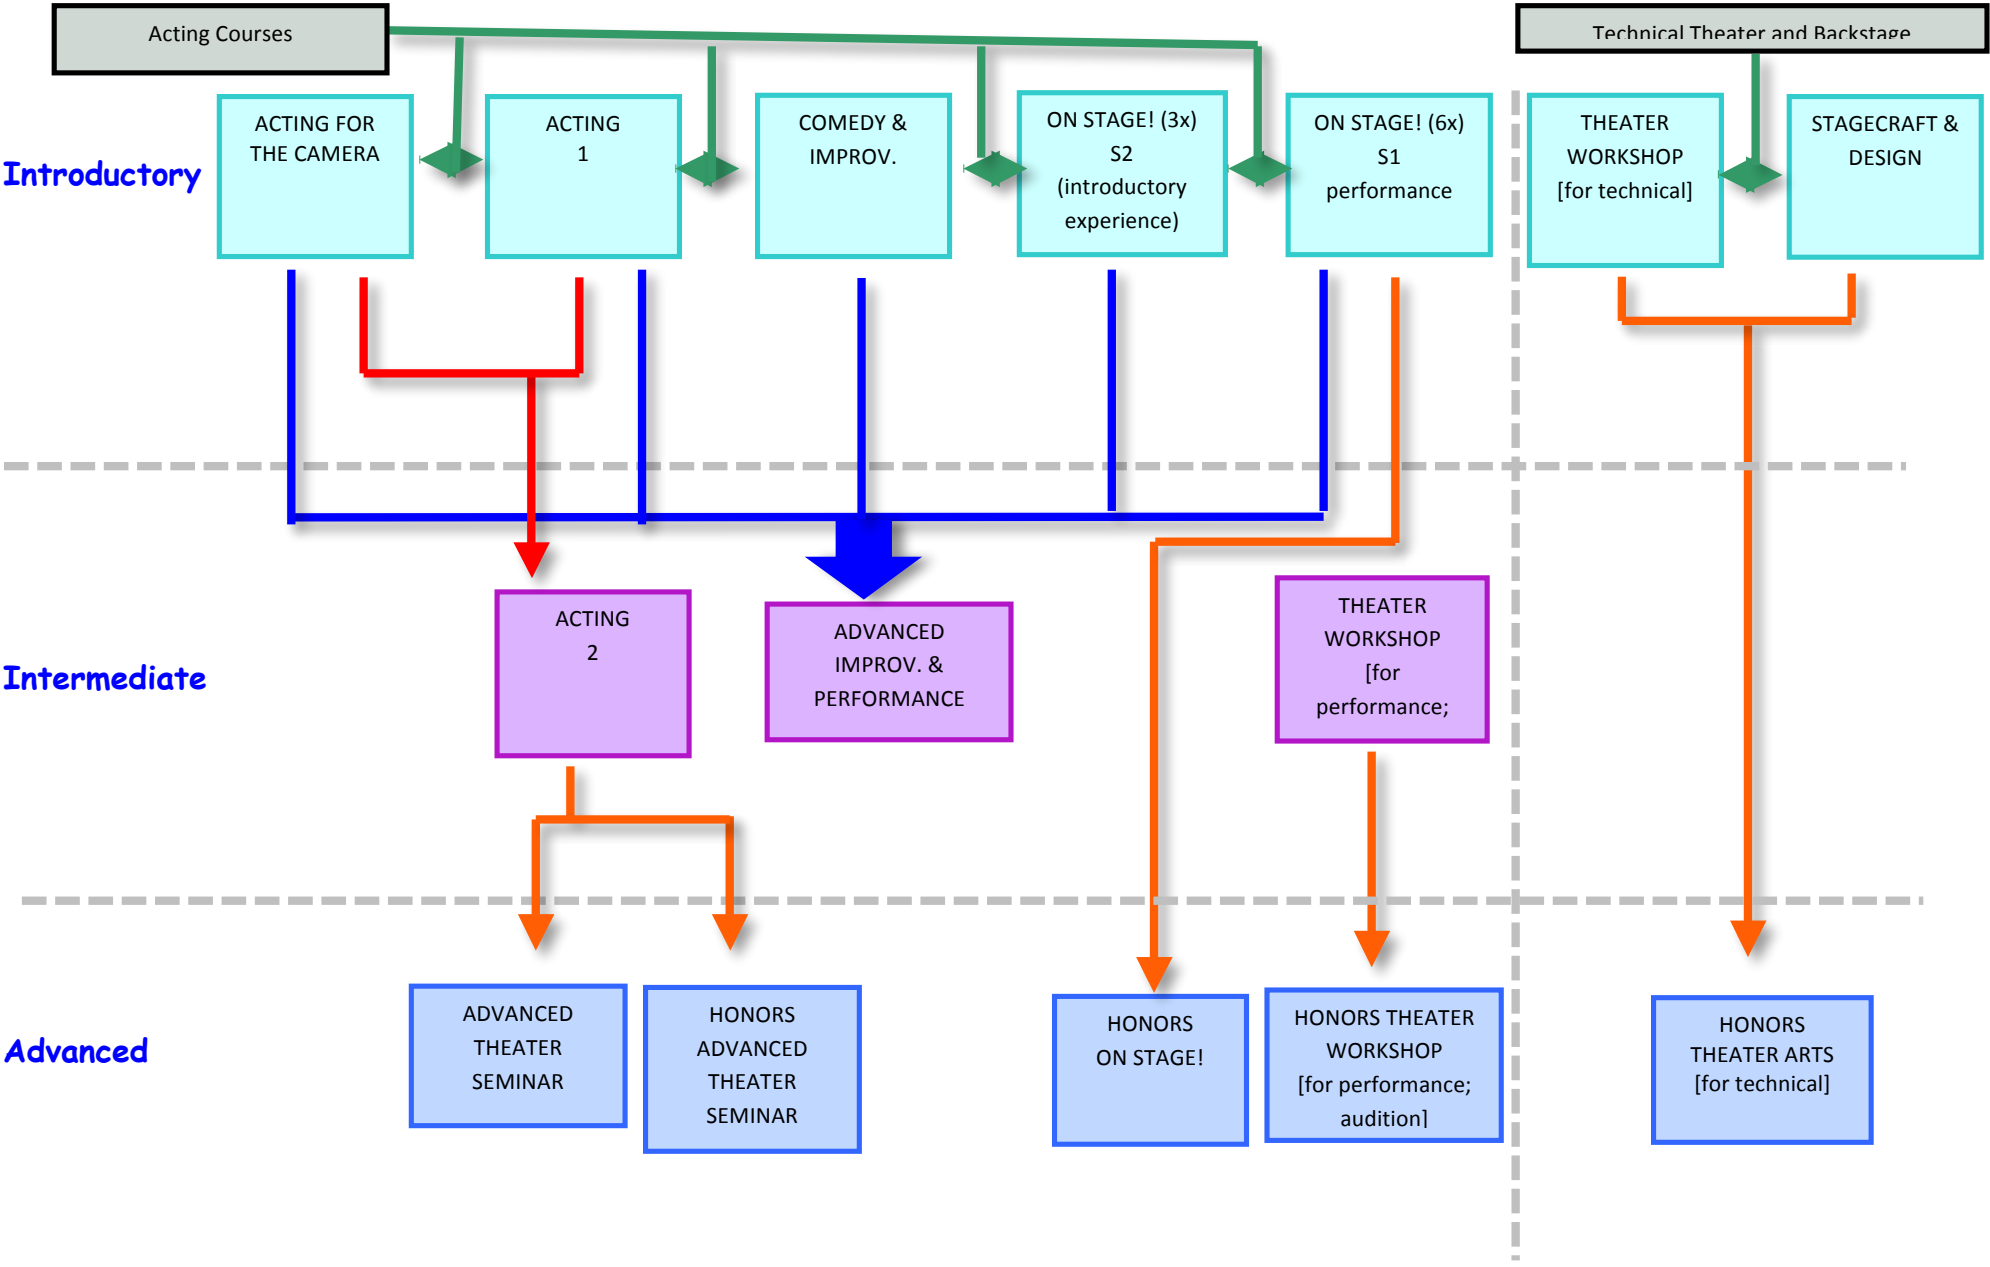 Acting Courses
Technical Theater and Backstage
Introductory
ACTING FOR
THE CAMERA
ACTING
1
COMEDY &
IMPROV.
ON STAGE! (3x)
S2
(introductory
experience)
ON STAGE! (6x)
S1
performance
THEATER
WORKSHOP
[for technical]
STAGECRAFT &
DESIGN
Intermediate
ACTING
2
ADVANCED
IMPROV. &
PERFORMANCE
THEATER
WORKSHOP
[for
performance;
Advanced
ADVANCED
THEATER
SEMINAR
HONORS
ADVANCED
THEATER
SEMINAR
HONORS
ON STAGE!
HONORS THEATER
WORKSHOP
[for performance;
audition]
HONORS
THEATER ARTS
[for technical]